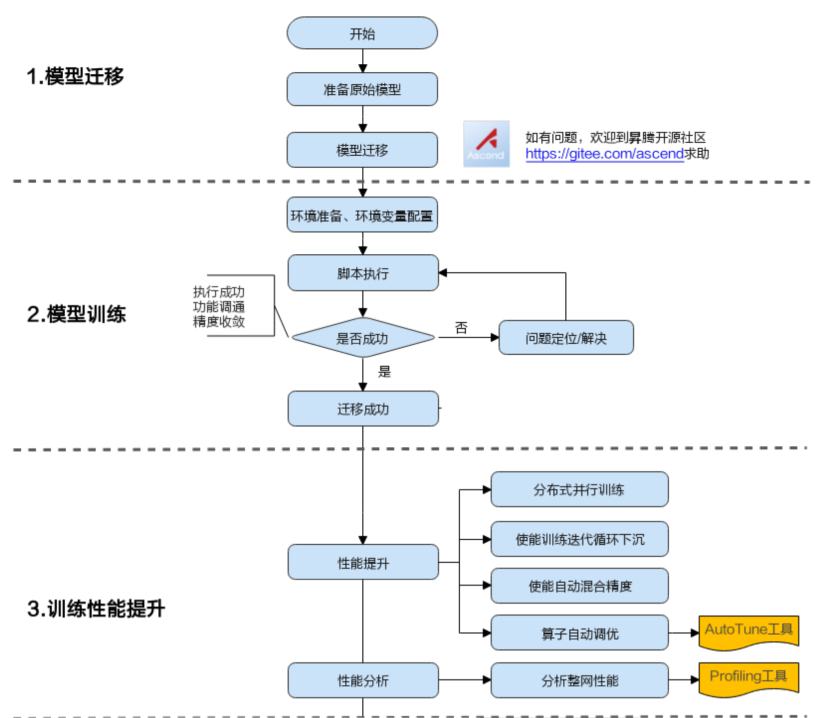 开始
1.模型迁移
准备原始模型
模型迁移
Ascend
如有问题，欢迎到昇腾开源社区
https://gitee.com/ascend求助
环境准备、环境变量配置
脚本执行
2.模型训练
执行成功
功能调通
精度收敛
是否成功
否
问题定位/解决
是
迁移成功
分布式并行训练
使能训练迭代循环下沉
性能提升
使能自动混合精度
3.训练性能提升
算子自动调优
AutoTune工具
性能分析
分析整网性能
Profiling工具